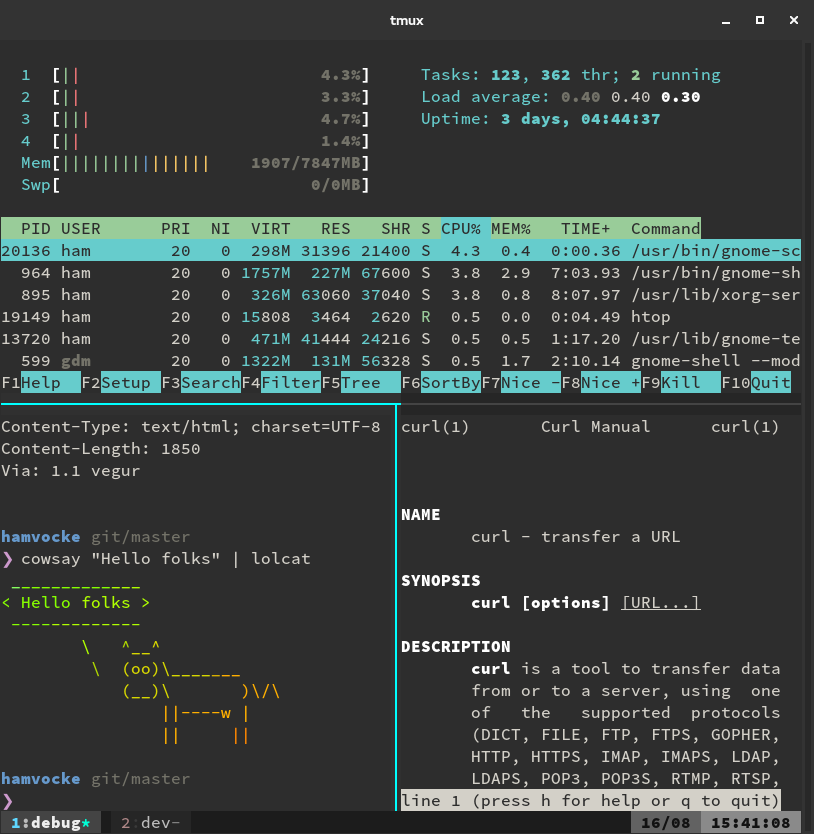 tmux
1 [|| 4.3%] Tasks: 123, 362 thr; 2 running
2 [|| 3.3%] Load average: 0.40 0.40 0.30
3 [||| 4.7%] Uptime: 3 days, 04:44:37
4 [|| 1.4%]
Mem[||||||||||||||| 1907/7847MB]
Swp[ 0/0MB]
PID USER PRI NI VIRT RES SHR S CPU% MEM% TIME+ Command
20136 ham 20 0 298M 31396 21400 S 4.3 0.4 0:00.36 /usr/bin/gnome-sc
964 ham 20 0 1757M 227M 67600 S 3.8 2.9 7:03.93 /usr/bin/gnome-sh
895 ham 20 0 326M 63060 37040 S 3.8 0.8 8:07.97 /usr/lib/xorg-ser
19149 ham 20 0 15808 3464 2620 R 0.5 0.0 0:04.49 htop
13720 ham 20 0 471M 41444 24216 S 0.5 0.5 1:17.20 /usr/lib/gnome-te
599 gdm 20 0 1322M 131M 56328 S 0.5 1.7 2:10.14 gnome-shell --mod
F1Help F2Setup F3SearchF4FilterF5Tree F6SortByF7Nice -F8Nice +F9Kill F10Quit
Content-Type: text/html; charset=UTF-8
Content-Length: 1850
Via: 1.1 vegur
hamvocke git/master
❯ cowsay "Hello folks" | lolcat
 _____________
< Hello folks >
 -------------
        \   ^__^
         \  (oo)\_______
            (__)\       )\/\
                ||----w |
                ||     ||
hamvocke git/master
❯
curl(1) Curl Manual curl(1)
NAME
curl - transfer a URL
SYNOPSIS
curl [options] [URL...]
DESCRIPTION
curl is a tool to transfer data
from or to a server, using one
of the supported protocols
(DICT, FILE, FTP, FTPS, GOPHER,
HTTP, HTTPS, IMAP, IMAPS, LDAP,
LDAPS, POP3, POP3S, RTMP, RTSP,
line 1 (press h for help or q to quit)
1:debug* 2:dev- 16/08 15:41:08